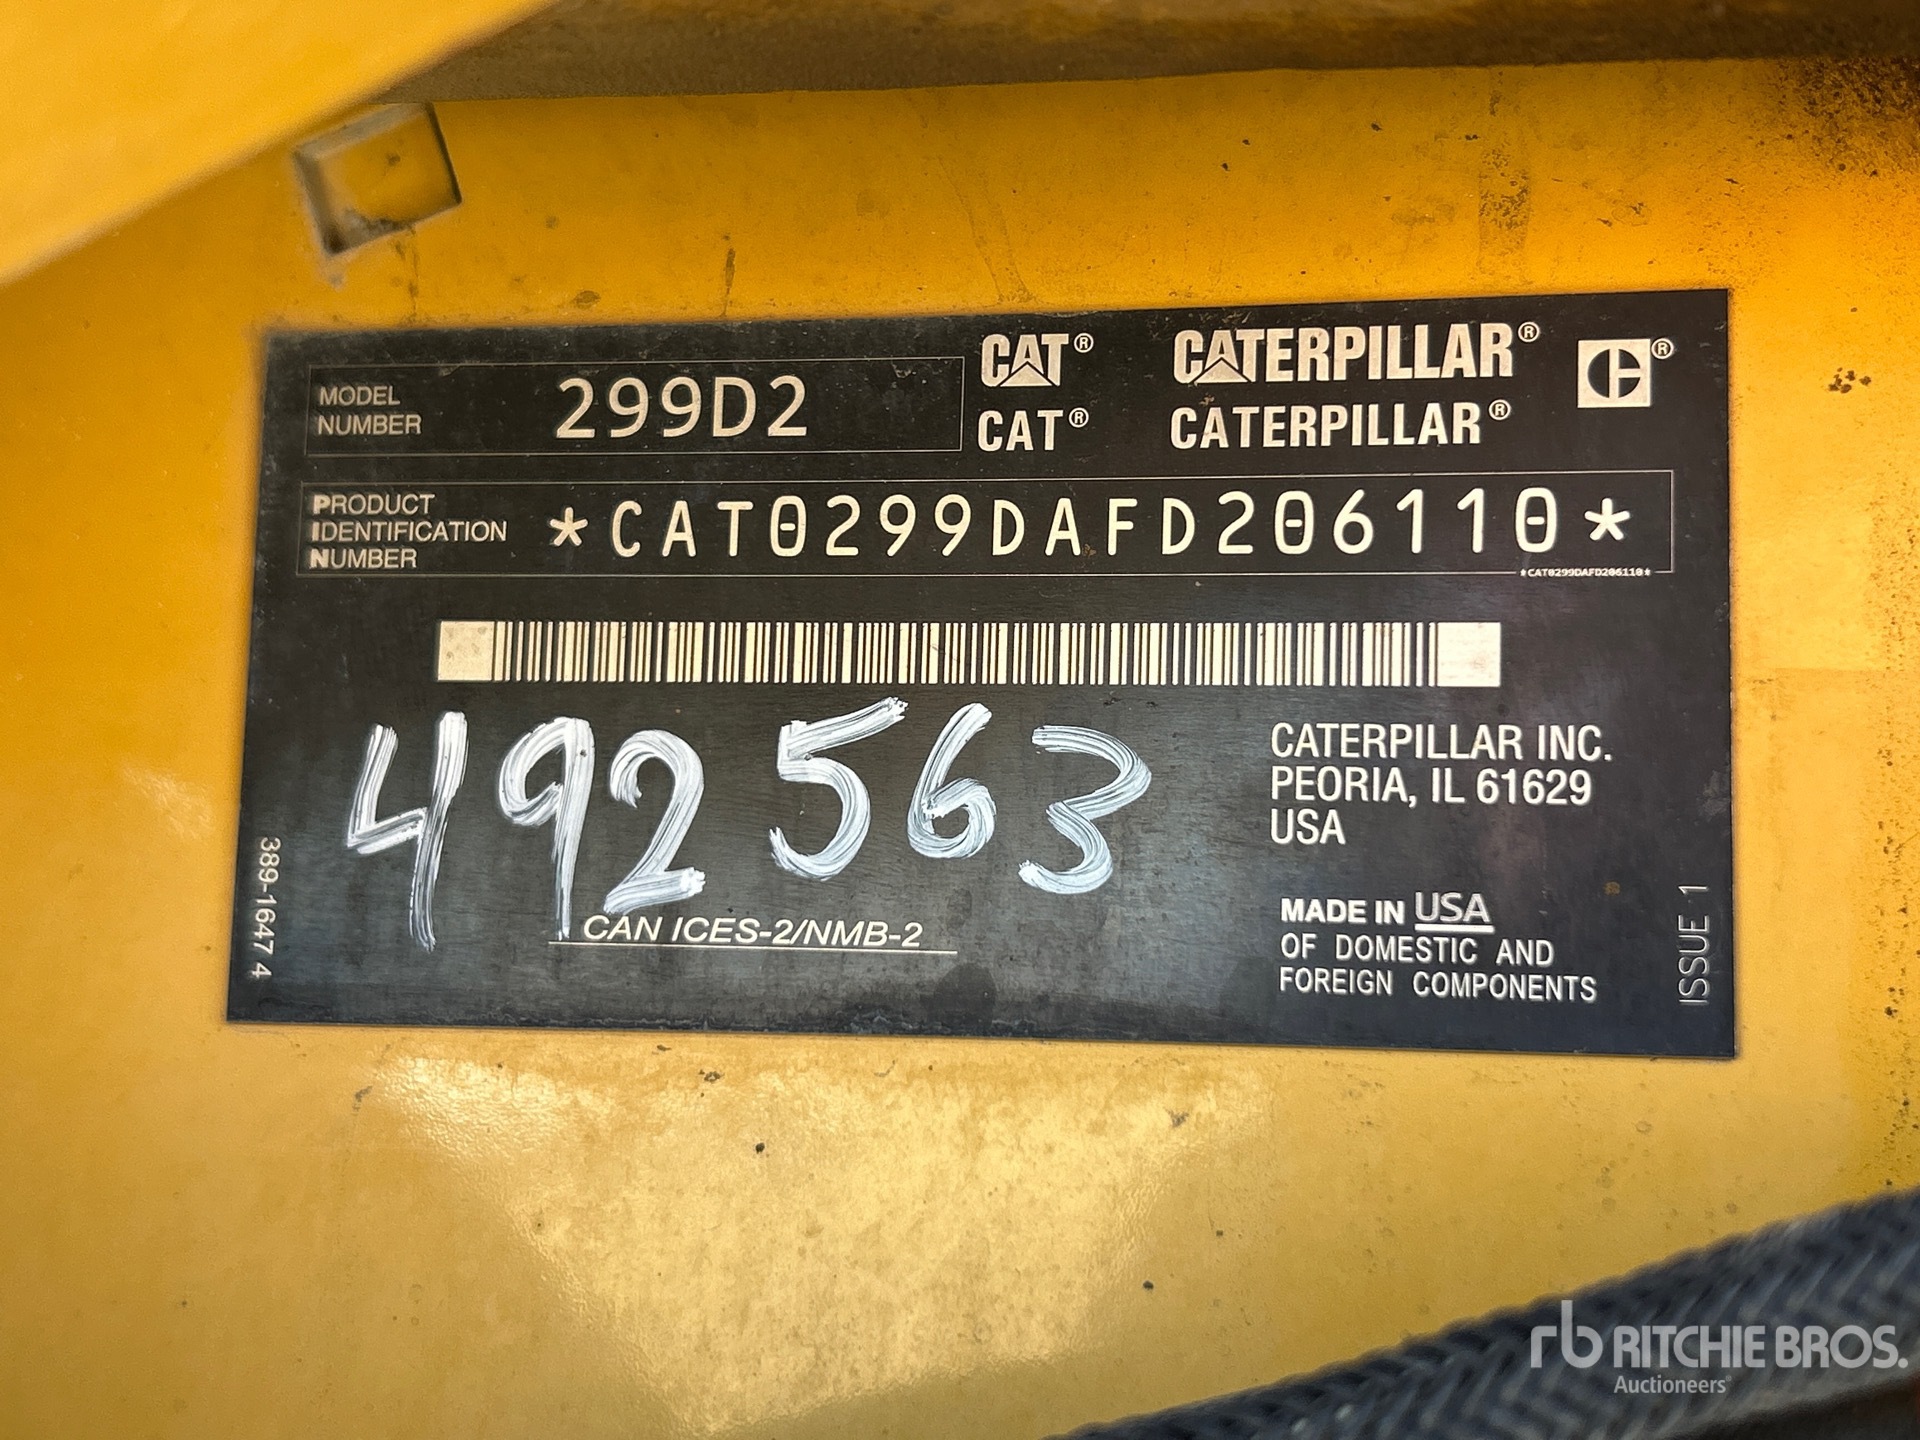 MODEL NUMBER 299D2
CAT® CATERPILLAR®
CAT® CATERPILLAR®
PRODUCT IDENTIFICATION NUMBER *CAT0299DAFD206110*
*CAT0299DAFD206110*
492563
CATERPILLAR INC.
PEORIA, IL 61629
USA
CAN ICES-2/NMB-2
MADE IN USA
OF DOMESTIC AND
FOREIGN COMPONENTS
389-1647 4
ISSUE 1
rb RITCHIE BROS.
Auctioneers